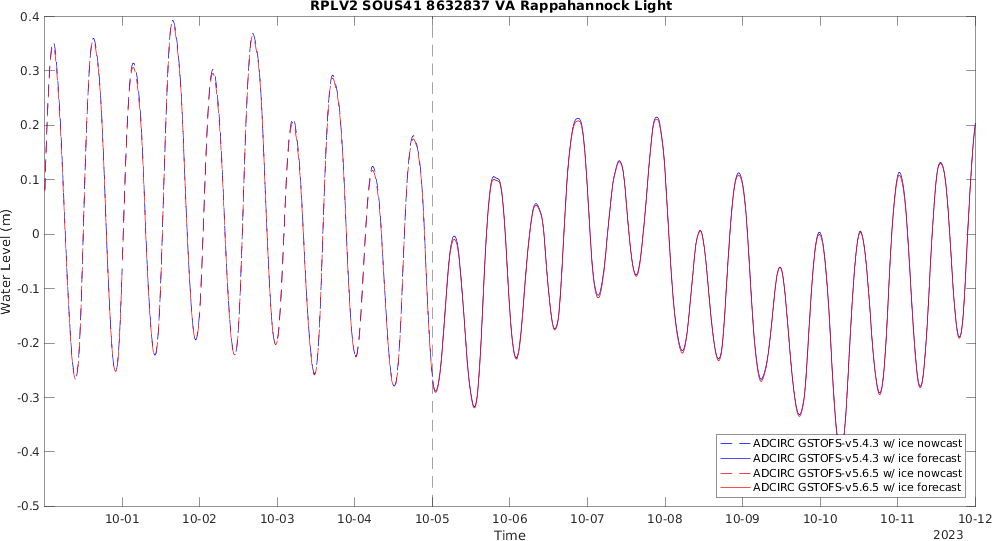 RPLV2 SOUS41 8632837 VA Rappahannock Light
0.4
0.3
0.2
0.1
0
-0.1
-0.2
-0.3
-0.4
-0.5
Water Level (m)
10-01 10-02 10-03 10-04 10-05 10-06 10-07 10-08 10-09 10-10 10-11 10-12
Time
2023
ADCIRC GSTOFS-v5.4.3 w/ ice nowcast
ADCIRC GSTOFS-v5.4.3 w/ ice forecast
ADCIRC GSTOFS-v5.6.5 w/ ice nowcast
ADCIRC GSTOFS-v5.6.5 w/ ice forecast